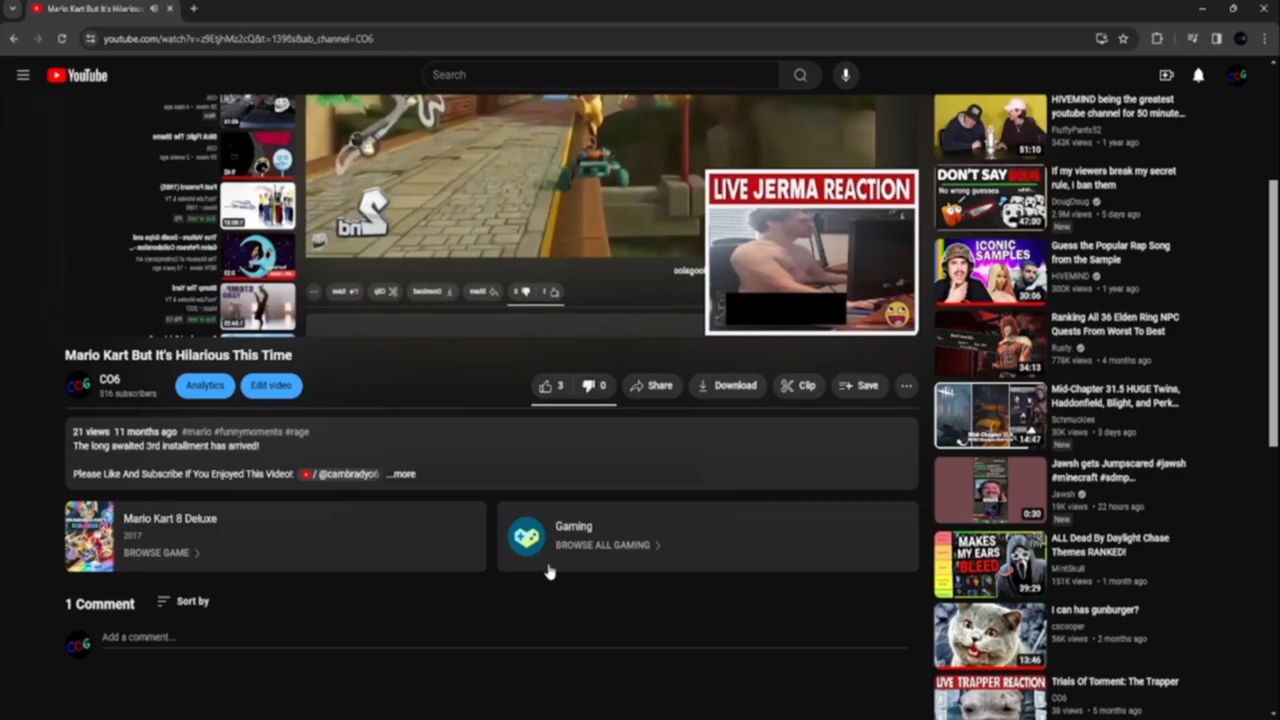 Mario Kart But It's Hilarious
youtube.com/watch?v=z9EtjhMz2cQ&t=1398s&ab_channel=CO6
YouTube
Search
2nd
LIVE JERMA REACTION
Mario Kart But It's Hilarious This Time
CO6
516 subscribers
Analytics
Edit video
3
0
Share
Download
Clip
Save
21 views 11 months ago #mario #funnymoments #rage
The long awaited 3rd installment has arrived!
Please Like And Subscribe If You Enjoyed This Video: / @cambradyco6 ...more
Mario Kart 8 Deluxe
2017
BROWSE GAME
Gaming
BROWSE ALL GAMING
1 Comment
Sort by
Add a comment...
HIVEMIND being the greatest
youtube channel for 50 minute...
FluffyPants52
343K views • 1 year ago
51:10
DON'T SAY
No wrong guesses
47:00
If my viewers break my secret
rule, I ban them
DougDoug
2.9M views • 5 days ago
New
ICONIC
SAMPLES
30:06
Guess the Popular Rap Song
from the Sample
HIVEMIND
300K views • 1 year ago
34:13
Ranking All 36 Elden Ring NPC
Quests From Worst To Best
Rusty.
778K views • 4 months ago
14:47
Mid-Chapter 31.5 HUGE Twins,
Haddonfield, Blight, and Perk...
Schmuckles
30K views • 3 days ago
New
0:30
Jawsh gets Jumpscared #jawsh
#minecraft #sdmp...
Jawsh
19K views • 22 hours ago
New
MAKES
MY EARS
BLEED
39:29
ALL Dead By Daylight Chase
Themes RANKED!
MintSkull
151K views • 1 month ago
13:46
I can has gunburger?
cscooper
56K views • 2 months ago
LIVE TRAPPER REACTION
Trials Of Torment: The Trapper
CO6
38 views • 5 months ago